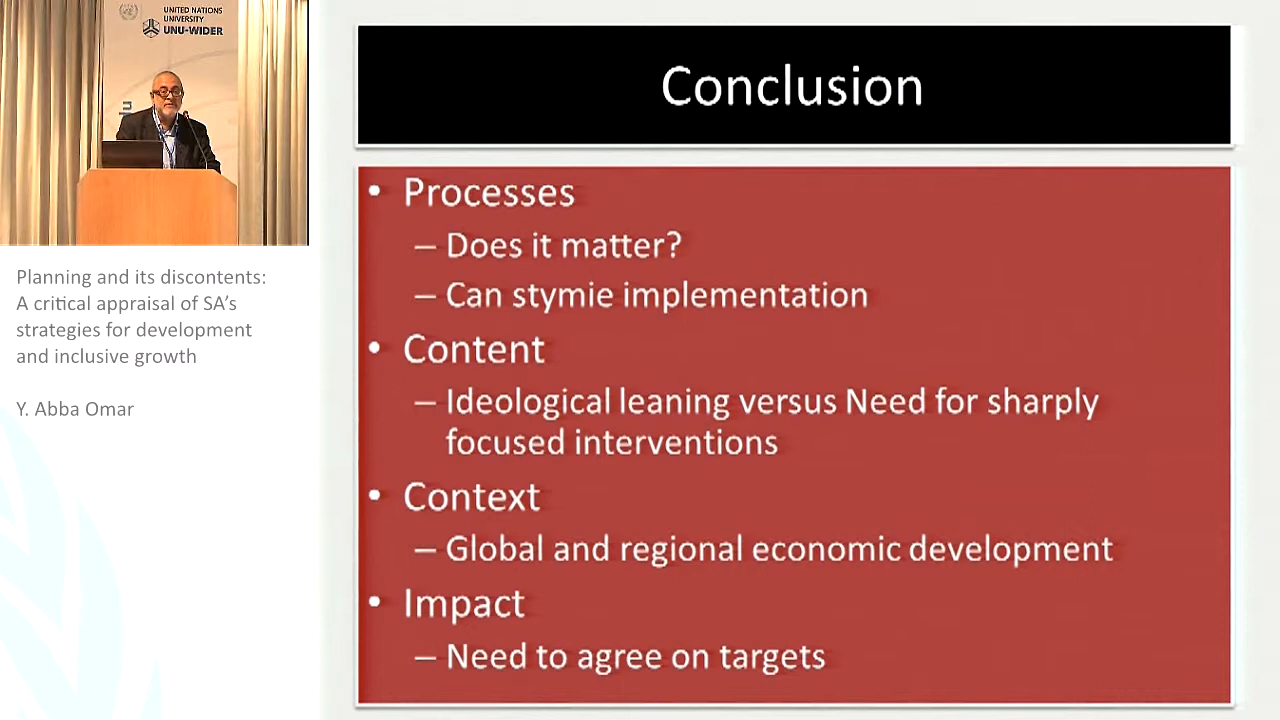 UNITED NATIONS
UNIVERSITY
UNU-WIDER
Planning and its discontents:
A critical appraisal of SA's
strategies for development
and inclusive growth
Y. Abba Omar
Conclusion
• Processes
– Does it matter?
– Can stymie implementation
• Content
– Ideological leaning versus Need for sharply
focused interventions
• Context
– Global and regional economic development
• Impact
– Need to agree on targets